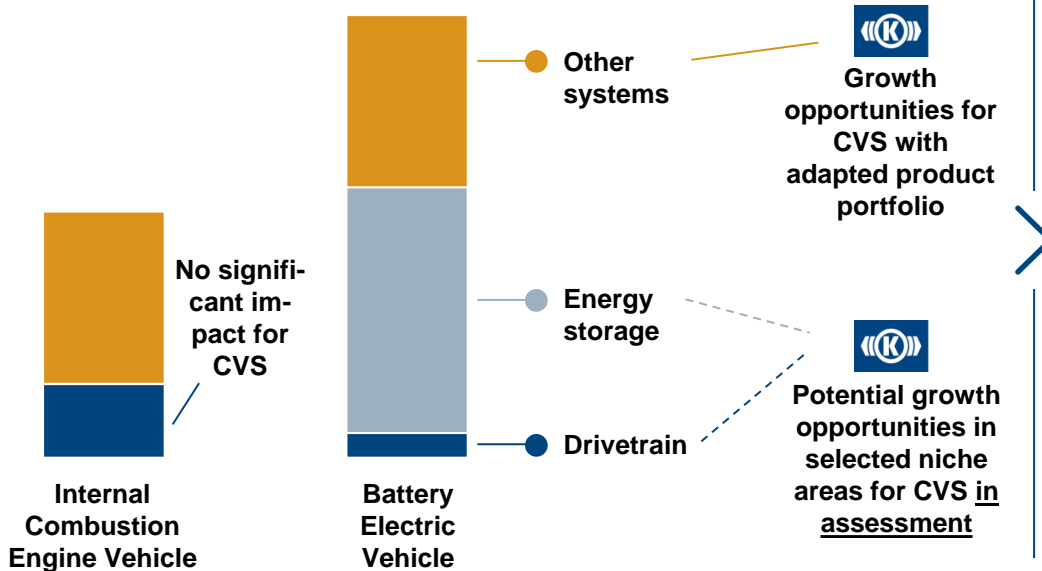 K
Other
systems
Growth
opportunities for
CVS with
adapted product
portfolio
No signifi-
cant im-
pact for
CVS
Energy
storage
K
Drivetrain
Potential growth
opportunities in
selected niche
areas for CVS in
assessment
Internal
Combustion
Engine Vehicle
Battery
Electric
Vehicle